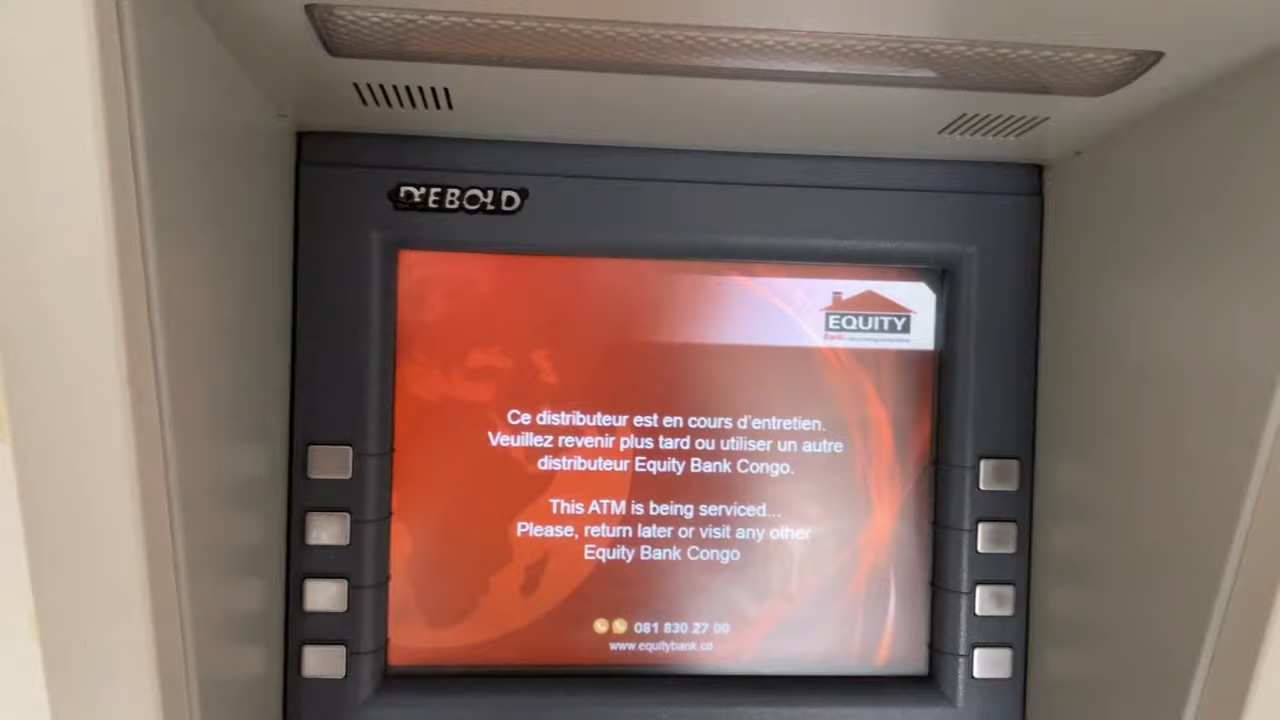 DIEBOLD
EQUITY
Bank
Ce distributeur est en cours d'entretien.
Veuillez revenir plus tard ou utiliser un autre
distributeur Equity Bank Congo.
This ATM is being serviced...
Please, return later or visit any other
Equity Bank Congo
081 830 27 00
www.equitybank.cd